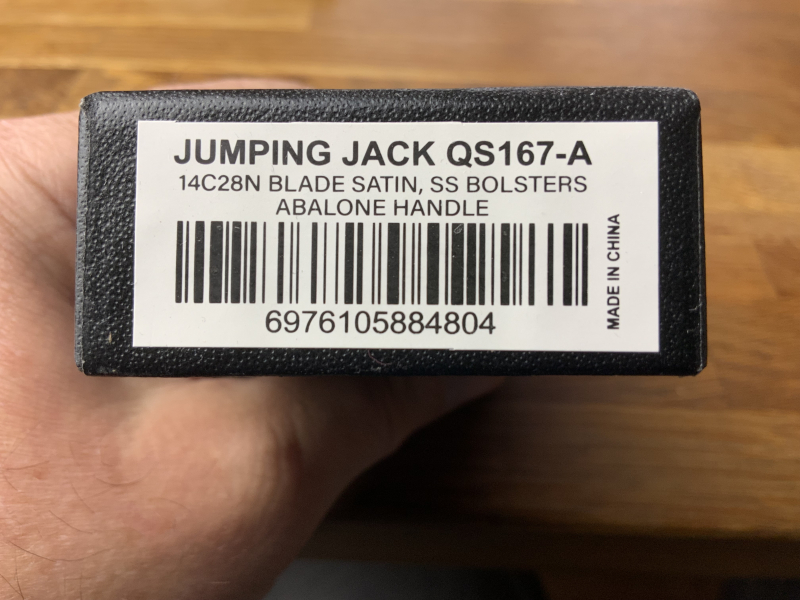 JUMPING JACK QS167-A
14C28N BLADE SATIN, SS BOLSTERS
ABALONE HANDLE
6976105884804
MADE IN CHINA